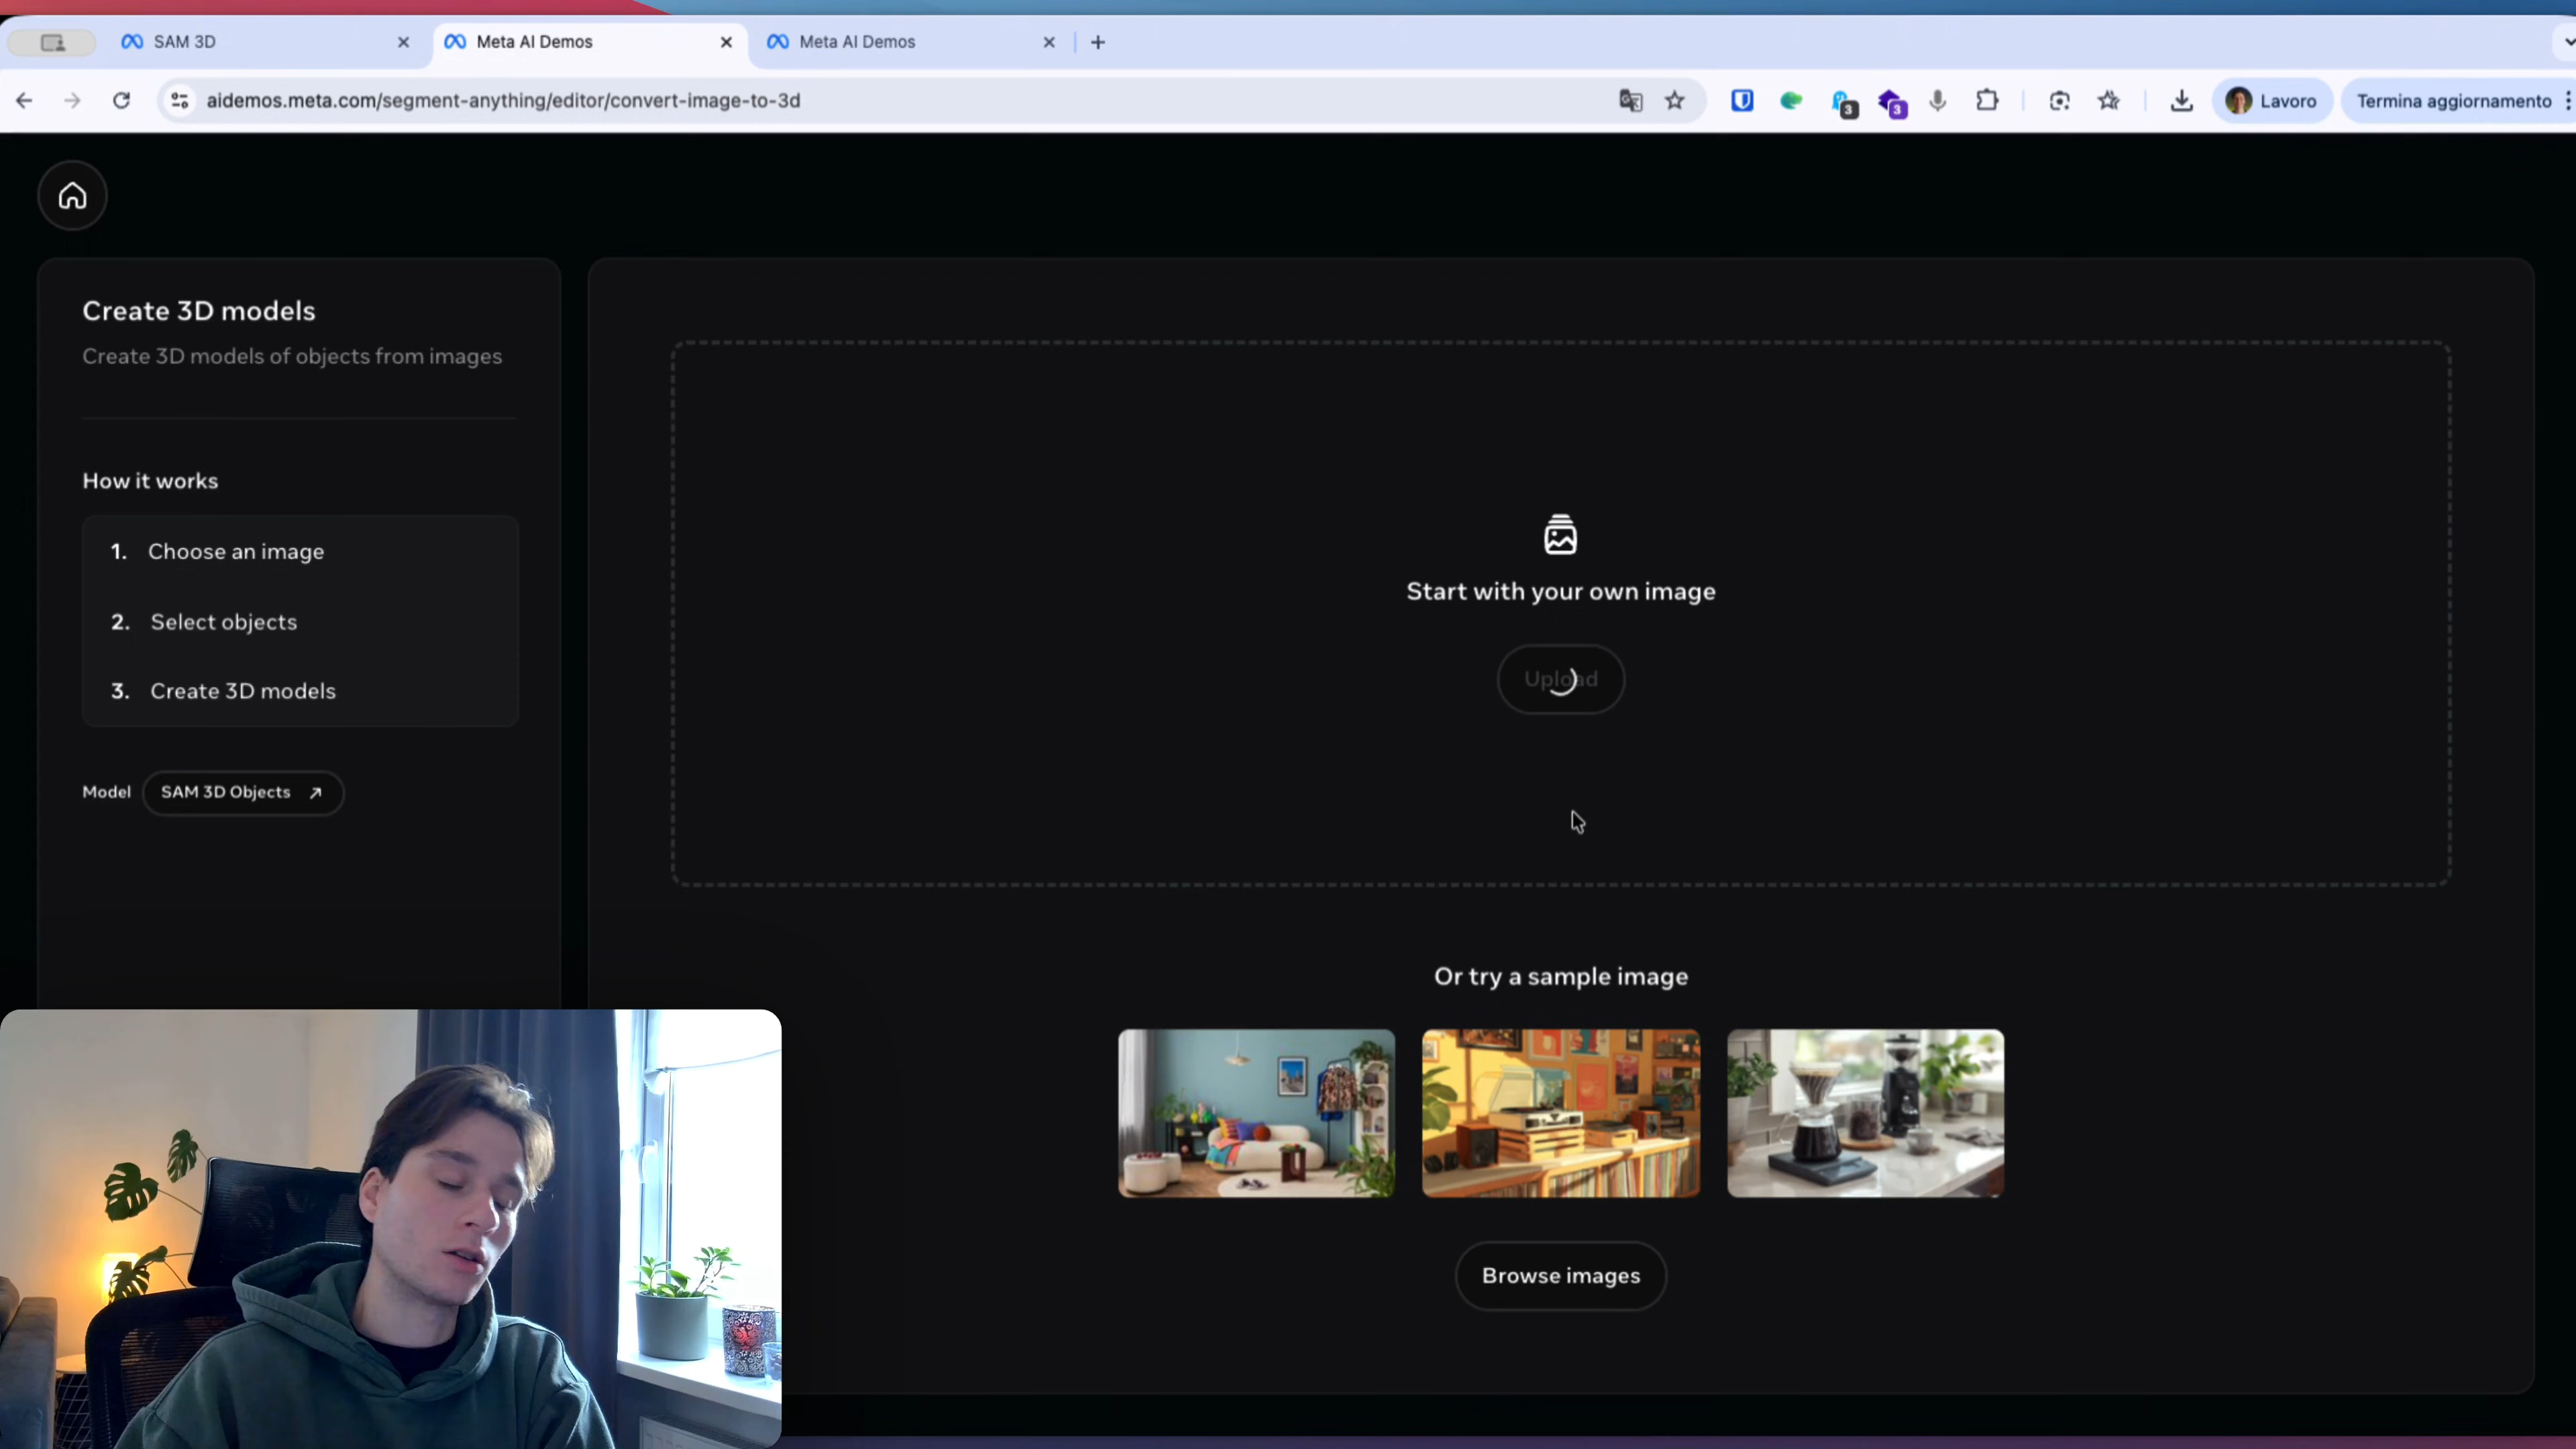 SAM 3D
Meta AI Demos
Meta AI Demos
aidemos.meta.com/segment-anything/editor/convert-image-to-3d
3
3
Lavoro
Termina aggiornamento
Create 3D models
Create 3D models of objects from images
How it works
1. Choose an image
2. Select objects
3. Create 3D models
Model SAM 3D Objects
Start with your own image
Upload
Or try a sample image
Browse images